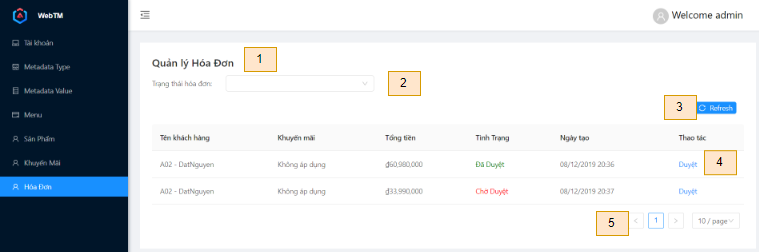 WebTM
Welcome admin
Tài khoản
Metadata Type
Metadata Value
Menu
Sản Phẩm
Khuyến Mãi
Hóa Đơn
Quản lý Hóa Đơn
1
Trạng thái hóa đơn:
2
3
Refresh
Tên khách hàng Khuyến mãi Tổng tiền Tình Trạng Ngày tạo Thao tác
A02 - DatNguyen Không áp dụng ₫60,980,000 Đã Duyệt 08/12/2019 20:36 Duyệt
4
A02 - DatNguyen Không áp dụng ₫33,990,000 Chờ Duyệt 08/12/2019 20:37 Duyệt
5
< 1 > 10 / page